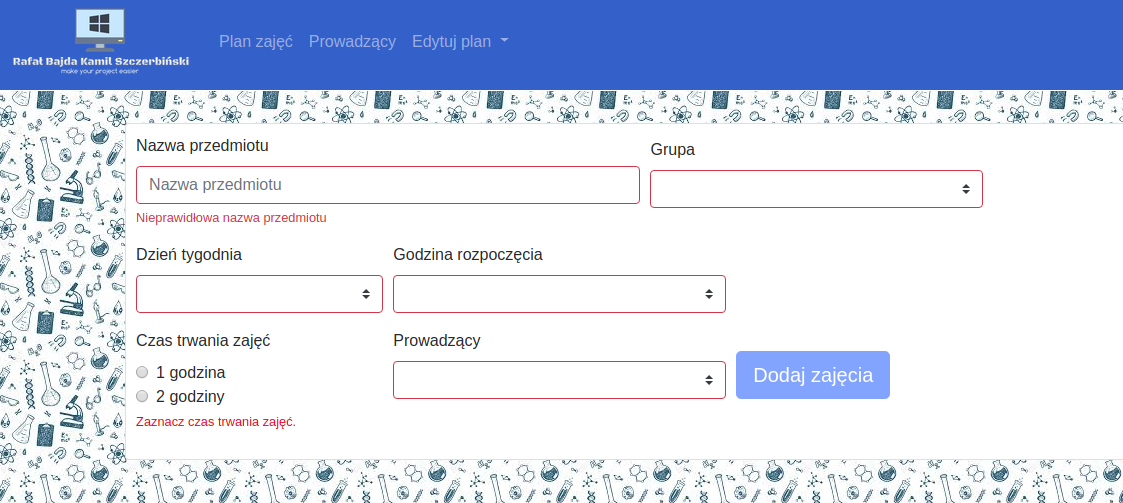 Rafał Bajda Kamil Szczerbiński
make your project easier
Plan zajęć Prowadzący Edytuj plan
Nazwa przedmiotu
Nazwa przedmiotu
Nieprawidłowa nazwa przedmiotu
Grupa
Dzień tygodnia
Godzina rozpoczęcia
Czas trwania zajęć
1 godzina
2 godziny
Zaznacz czas trwania zajęć.
Prowadzący
Dodaj zajęcia